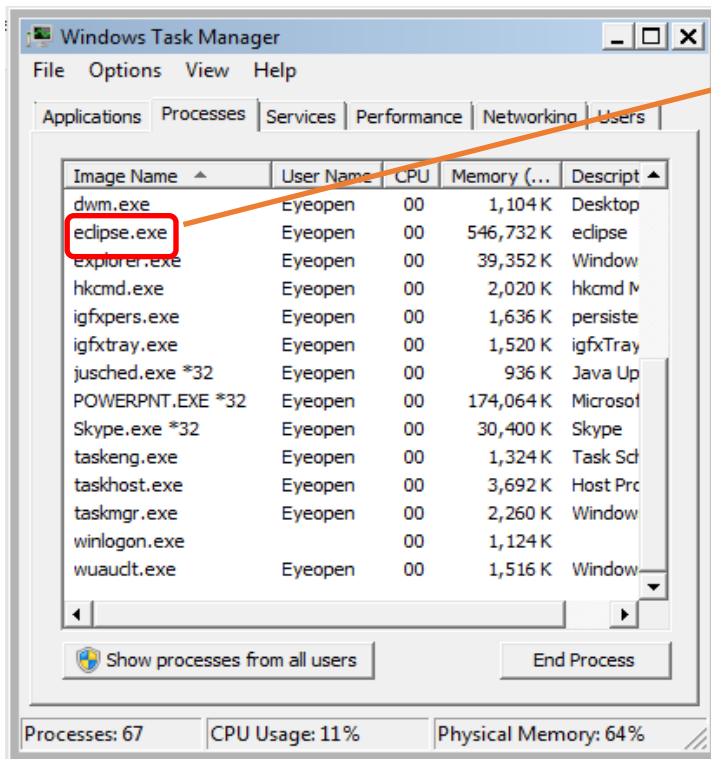 Windows Task Manager
File Options View Help
Applications Processes Services Performance Networking Users
Image Name User Name CPU Memory (... Descript
dwm.exe Eyeopen 00 1,104 K Desktop
eclipse.exe Eyeopen 00 546,732 K eclipse
explorer.exe Eyeopen 00 39,352 K Window
hkcmd.exe Eyeopen 00 2,020 K hkcmd M
igfxpers.exe Eyeopen 00 1,636 K persiste
igfxtray.exe Eyeopen 00 1,520 K igfxTray
jusched.exe *32 Eyeopen 00 936 K Java Up
POWERPNT.EXE *32 Eyeopen 00 174,064 K Microsof
Skype.exe *32 Eyeopen 00 30,400 K Skype
taskeng.exe Eyeopen 00 1,324 K Task Sch
taskhost.exe Eyeopen 00 3,692 K Host Prc
taskmgr.exe Eyeopen 00 2,260 K Window
winlogon.exe 00 1,124 K
wuauclt.exe Eyeopen 00 1,516 K Window
Show processes from all users End Process
Processes: 67 CPU Usage: 11% Physical Memory: 64%